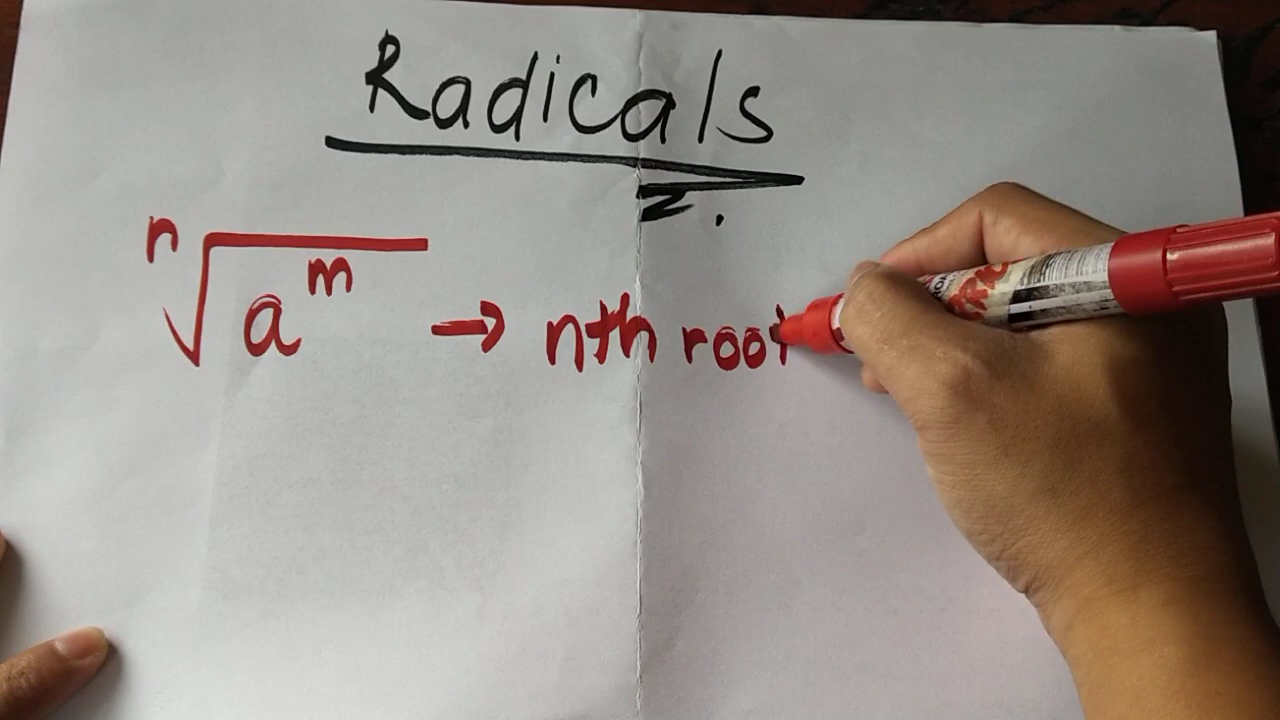 Radicals
ⁿ√aᵐ → nth root